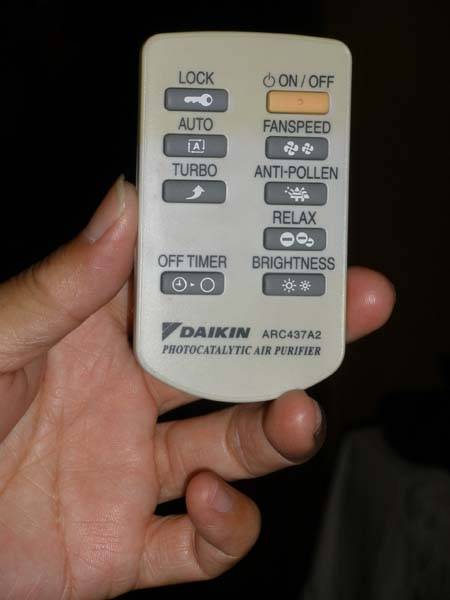 LOCK
ON / OFF
AUTO
A
FANSPEED
TURBO
ANTI-POLLEN
RELAX
OFF TIMER
BRIGHTNESS
DAIKIN ARC437A2
PHOTOCATALYTIC AIR PURIFIER